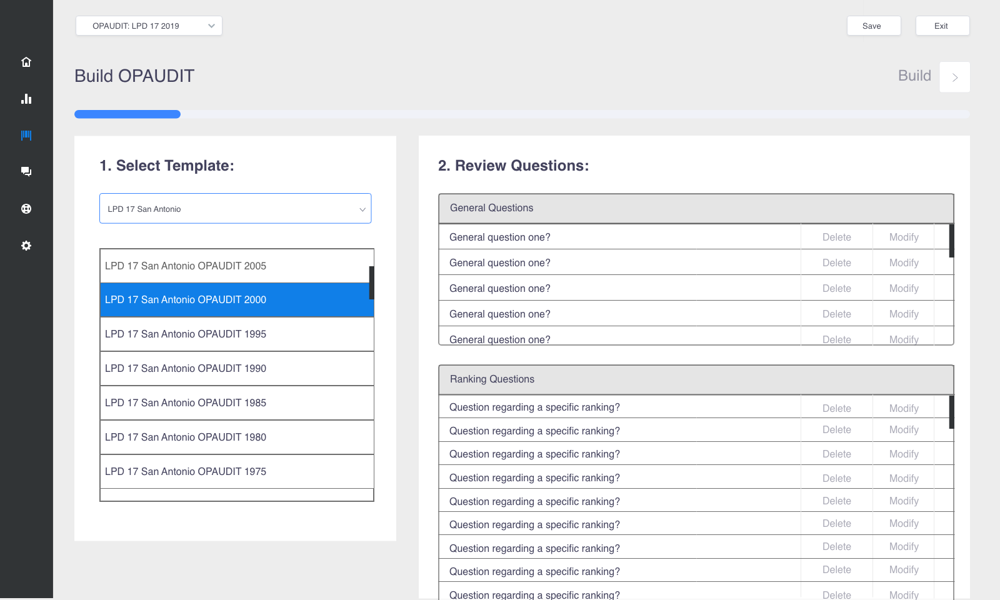 OPAUDIT: LPD 17 2019
Save
Exit
Build OPAUDIT
Build
1. Select Template:
LPD 17 San Antonio
LPD 17 San Antonio OPAUDIT 2005
LPD 17 San Antonio OPAUDIT 2000
LPD 17 San Antonio OPAUDIT 1995
LPD 17 San Antonio OPAUDIT 1990
LPD 17 San Antonio OPAUDIT 1985
LPD 17 San Antonio OPAUDIT 1980
LPD 17 San Antonio OPAUDIT 1975
2. Review Questions:
General Questions
General question one? Delete Modify
General question one? Delete Modify
General question one? Delete Modify
General question one? Delete Modify
General question one? Delete Modify
Ranking Questions
Question regarding a specific ranking? Delete Modify
Question regarding a specific ranking? Delete Modify
Question regarding a specific ranking? Delete Modify
Question regarding a specific ranking? Delete Modify
Question regarding a specific ranking? Delete Modify
Question regarding a specific ranking? Delete Modify
Question regarding a specific ranking? Delete Modify
Question regarding a specific ranking? Delete Modify
Question regarding a specific ranking? Delete Modify